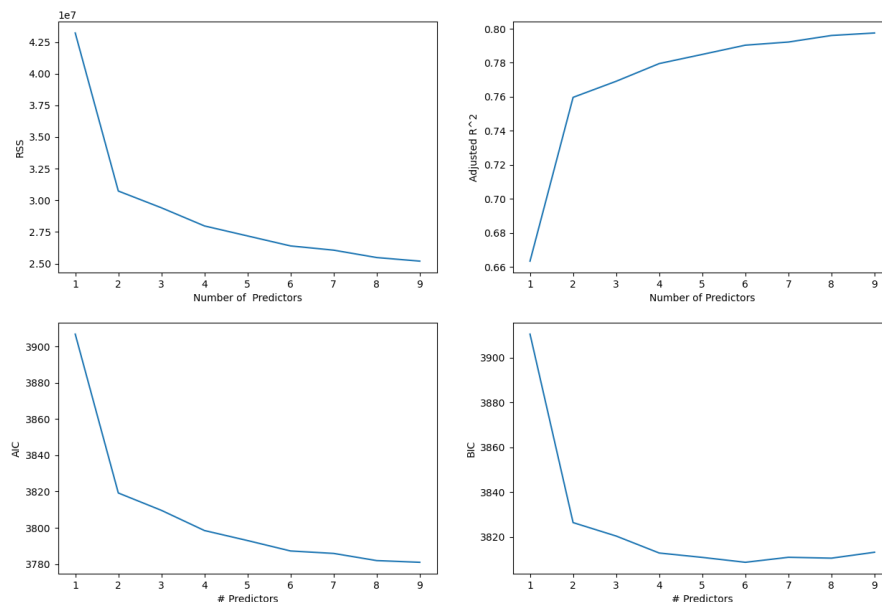 1e7
4.25
4.00
3.75
3.50
3.25
3.00
2.75
2.50
RSS
1 2 3 4 5 6 7 8 9
Number of  Predictors
0.80
0.78
0.76
0.74
0.72
0.70
0.68
0.66
Adjusted R^2
1 2 3 4 5 6 7 8 9
Number of Predictors
3900
3880
3860
3840
3820
3800
3780
AIC
1 2 3 4 5 6 7 8 9
# Predictors
3900
3880
3860
3840
3820
BIC
1 2 3 4 5 6 7 8 9
# Predictors